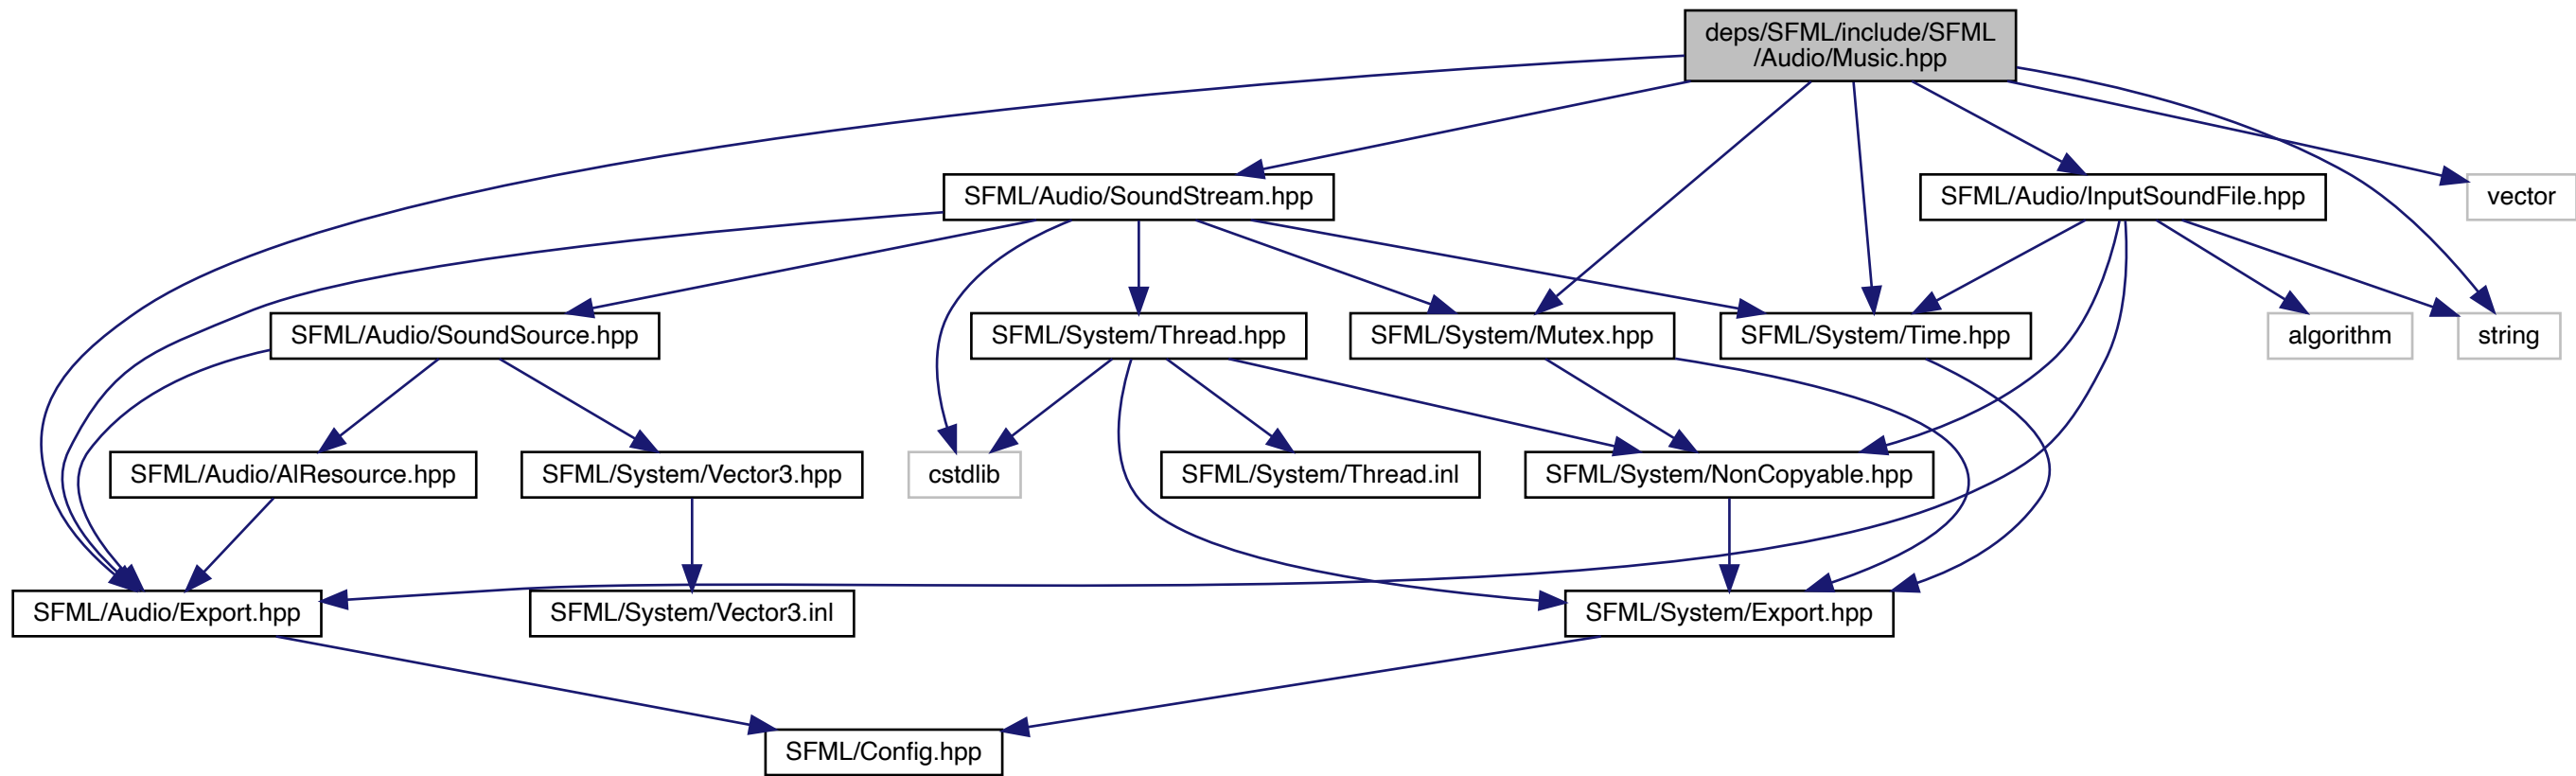 deps/SFML/include/SFML
/Audio/Music.hpp
SFML/Audio/SoundStream.hpp
SFML/Audio/InputSoundFile.hpp
vector
SFML/Audio/SoundSource.hpp
SFML/System/Thread.hpp
SFML/System/Mutex.hpp
SFML/System/Time.hpp
algorithm
string
SFML/Audio/AlResource.hpp
SFML/System/Vector3.hpp
cstdlib
SFML/System/Thread.inl
SFML/System/NonCopyable.hpp
SFML/Audio/Export.hpp
SFML/System/Vector3.inl
SFML/System/Export.hpp
SFML/Config.hpp